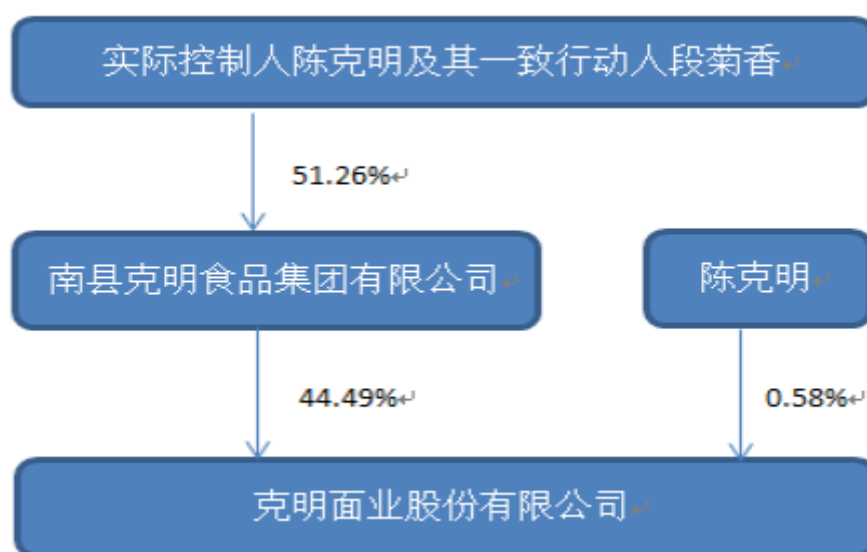 实际控制人陈克明及其一致行动人段菊香
51.26%
南县克明食品集团有限公司
陈克明
44.49%
0.58%
克明面业股份有限公司